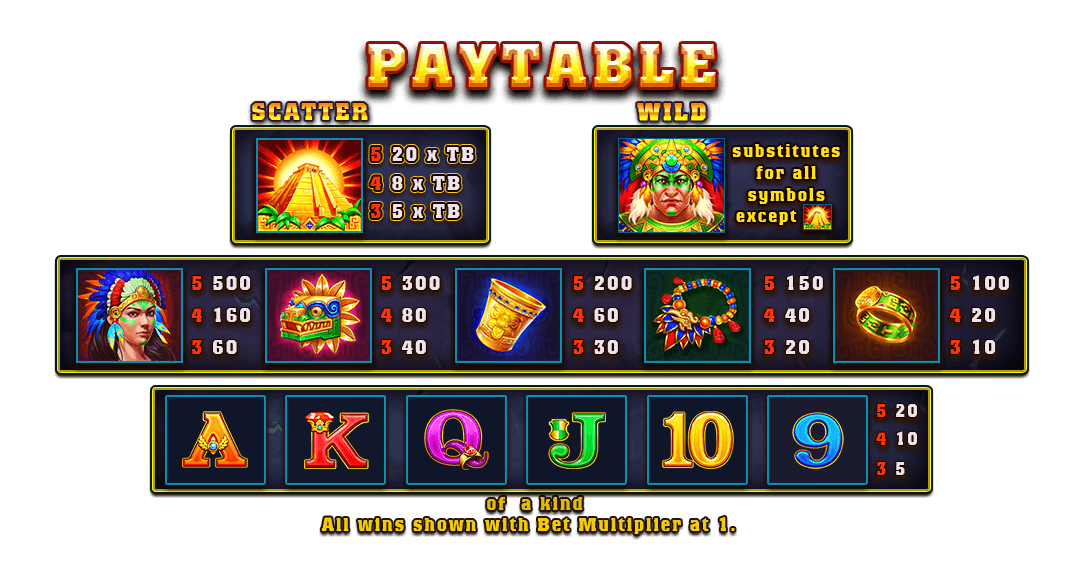 PAYTABLE
SCATTER
WILD
5 20 x TB
4 8 x TB
3 5 x TB
substitutes
for all
symbols
except
5 500
4 160
3 60
5 300
4 80
3 40
5 200
4 60
3 30
5 150
4 40
3 20
5 100
4 20
3 10
A K Q J 10 9
5 20
4 10
3 5
of a kind
All wins shown with Bet Multiplier at 1.